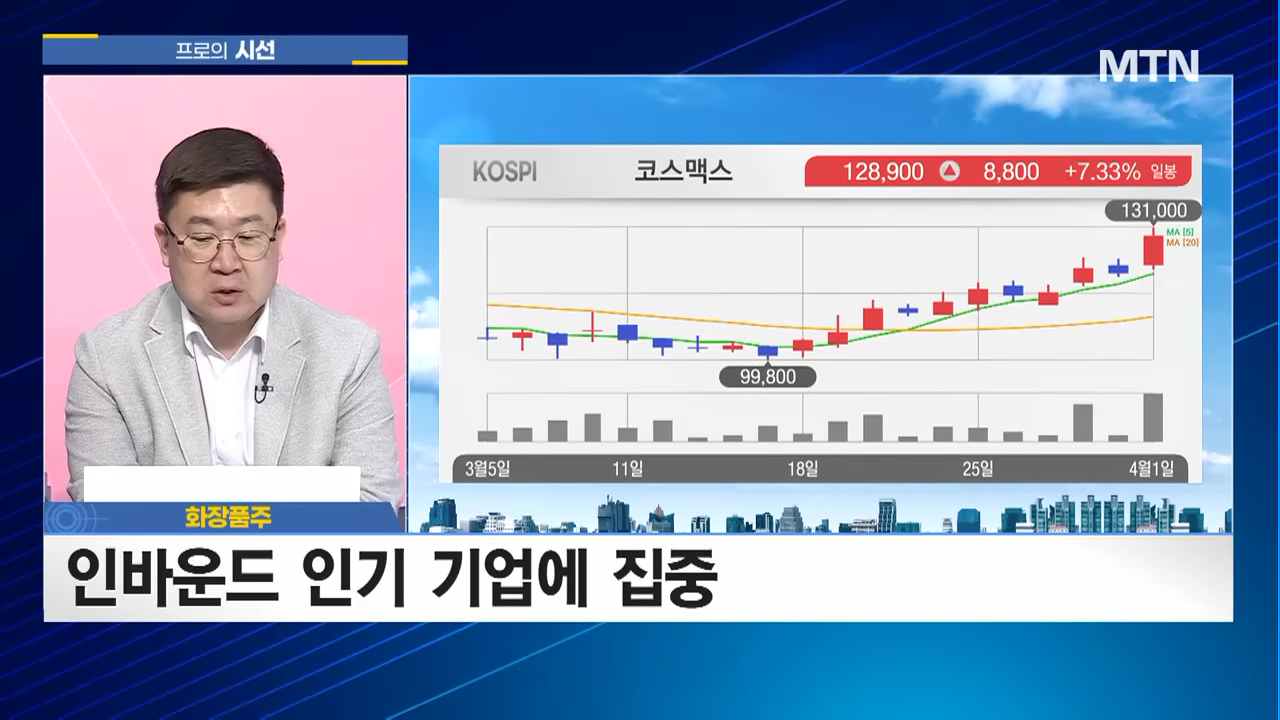 프로의 시선
MTN
KOSPI 코스맥스 128,900 8,800 +7.33% 일봉
131,000
MA [5]
MA [20]
99,800
3월5일 11일 18일 25일 4월1일
화장품주
인바운드 인기 기업에 집중